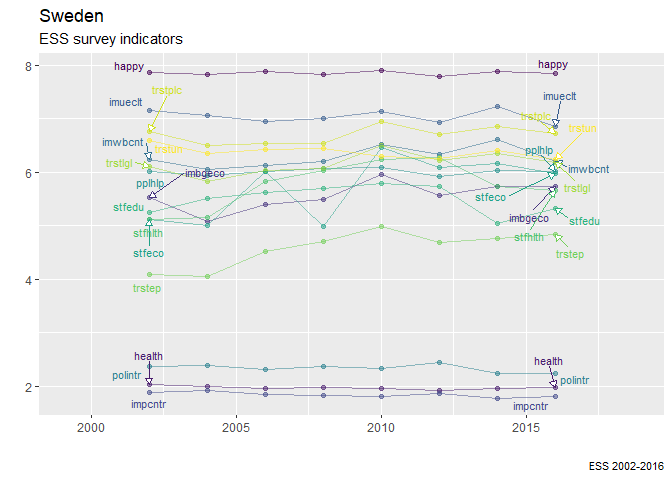 Sweden
ESS survey indicators
8
6
4
2
happy
trstplc
imueclt
imwbcnt
trstun
trstlgl
imbgeco
pplhlp
stfedu
stfhlth
stfeco
trstep
health
polintr
impcntr
happy
imueclt
trstplc
trstun
pplhlp
imwbcnt
trstlgl
stfeco
imbgeco
stfedu
stfhlth
trstep
health
polintr
impcntr
2000
2005
2010
2015
ESS 2002-2016